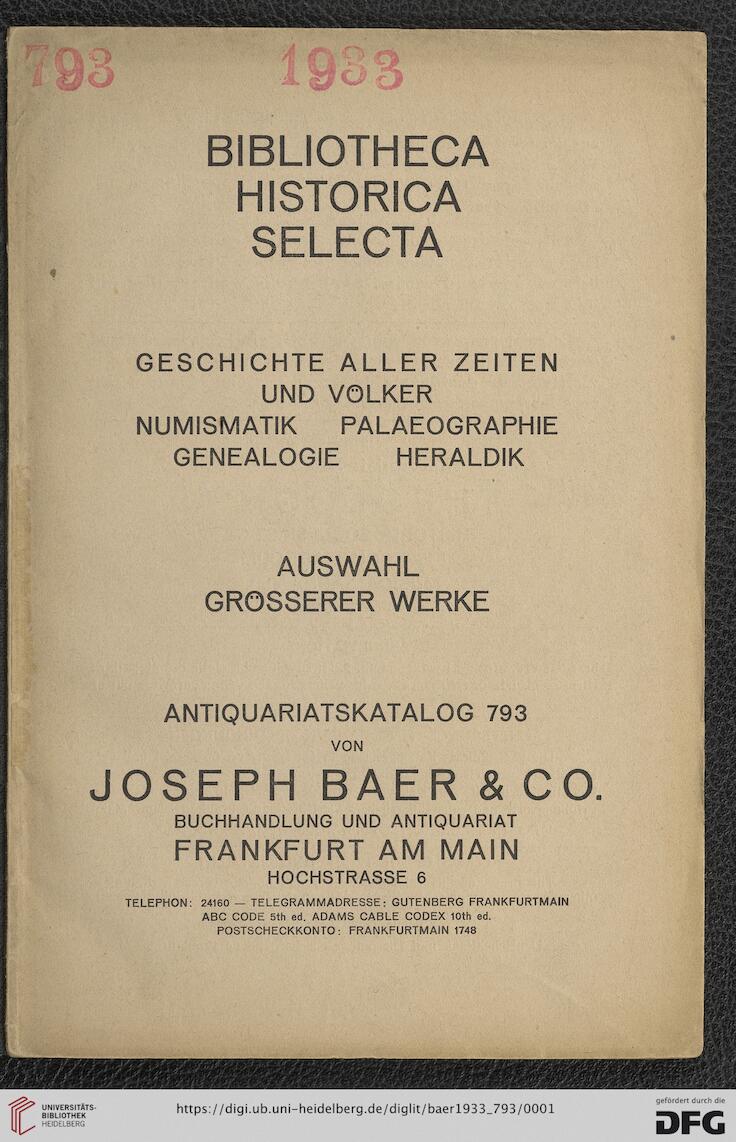 793 1933
BIBLIOTHECA
HISTORICA
SELECTA
GESCHICHTE ALLER ZEITEN
UND VÖLKER
NUMISMATIK PALAEOGRAPHIE
GENEALOGIE HERALDIK
AUSWAHL
GRÖSSERER WERKE
ANTIQUARIATSKATALOG 793
VON
JOSEPH BAER & CO.
BUCHHANDLUNG UND ANTIQUARIAT
FRANKFURT AM MAIN
HOCHSTRASSE 6
TELEPHON: 24160 — TELEGRAMMADRESSE: GUTENBERG FRANKFURTMAIN
ABC CODE 5th ed. ADAMS CABLE CODEX 10th ed.
POSTSCHECKKONTO: FRANKFURTMAIN 1748
UNIVERSITÄTS-
BIBLIOTHEK
HEIDELBERG
https://digi.ub.uni-heidelberg.de/diglit/baer1933_793/0001
gefördert durch die
DFG